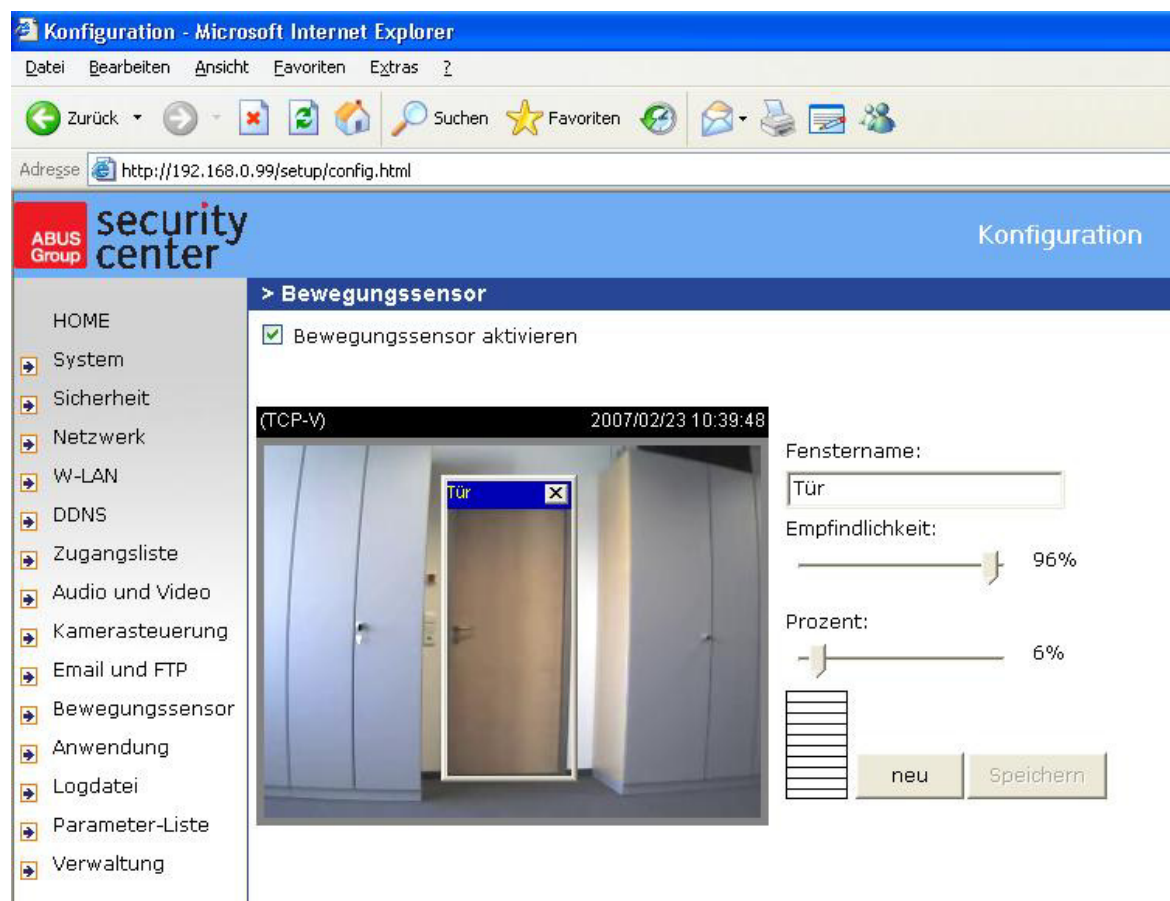 Konfiguration - Microsoft Internet Explorer
Datei Bearbeiten Ansicht Favoriten Extras ?
Zurück Suchen Favoriten
Adresse http://192.168.0.99/setup/config.html
ABUS Group security center
Konfiguration
> Bewegungssensor
HOME
System
Sicherheit
Netzwerk
W-LAN
DDNS
Zugangsliste
Audio und Video
Kamerasteuerung
Email und FTP
Bewegungssensor
Anwendung
Logdatei
Parameter-Liste
Verwaltung
Bewegungssensor aktivieren
(TCP-V) 2007/02/23 10:39:48
Tür
Fenstername:
Tür
Empfindlichkeit:
96%
Prozent:
6%
neu Speichern